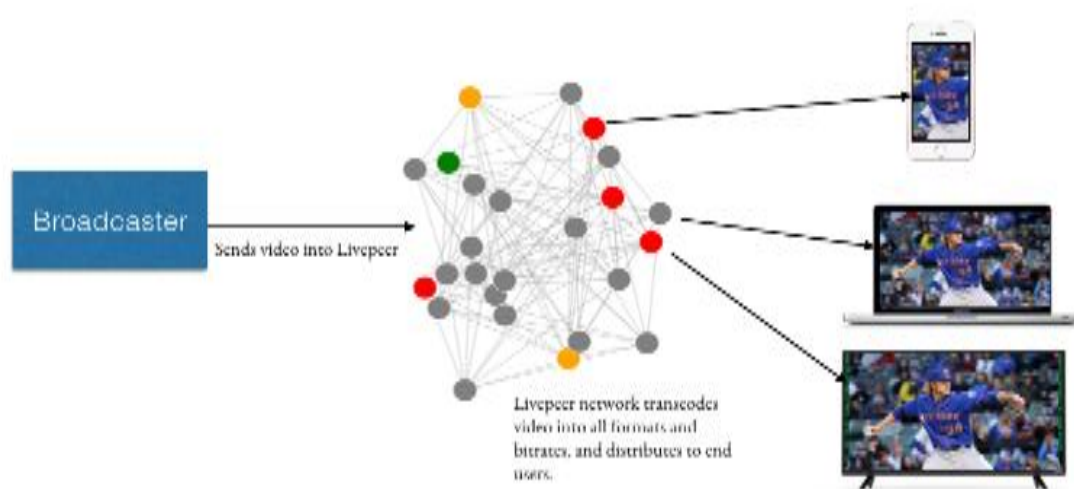 Broadcaster
Sends video into Livepeer
Livepeer network transcodes
video into all formats and
bitrates, and distributes to end
users.